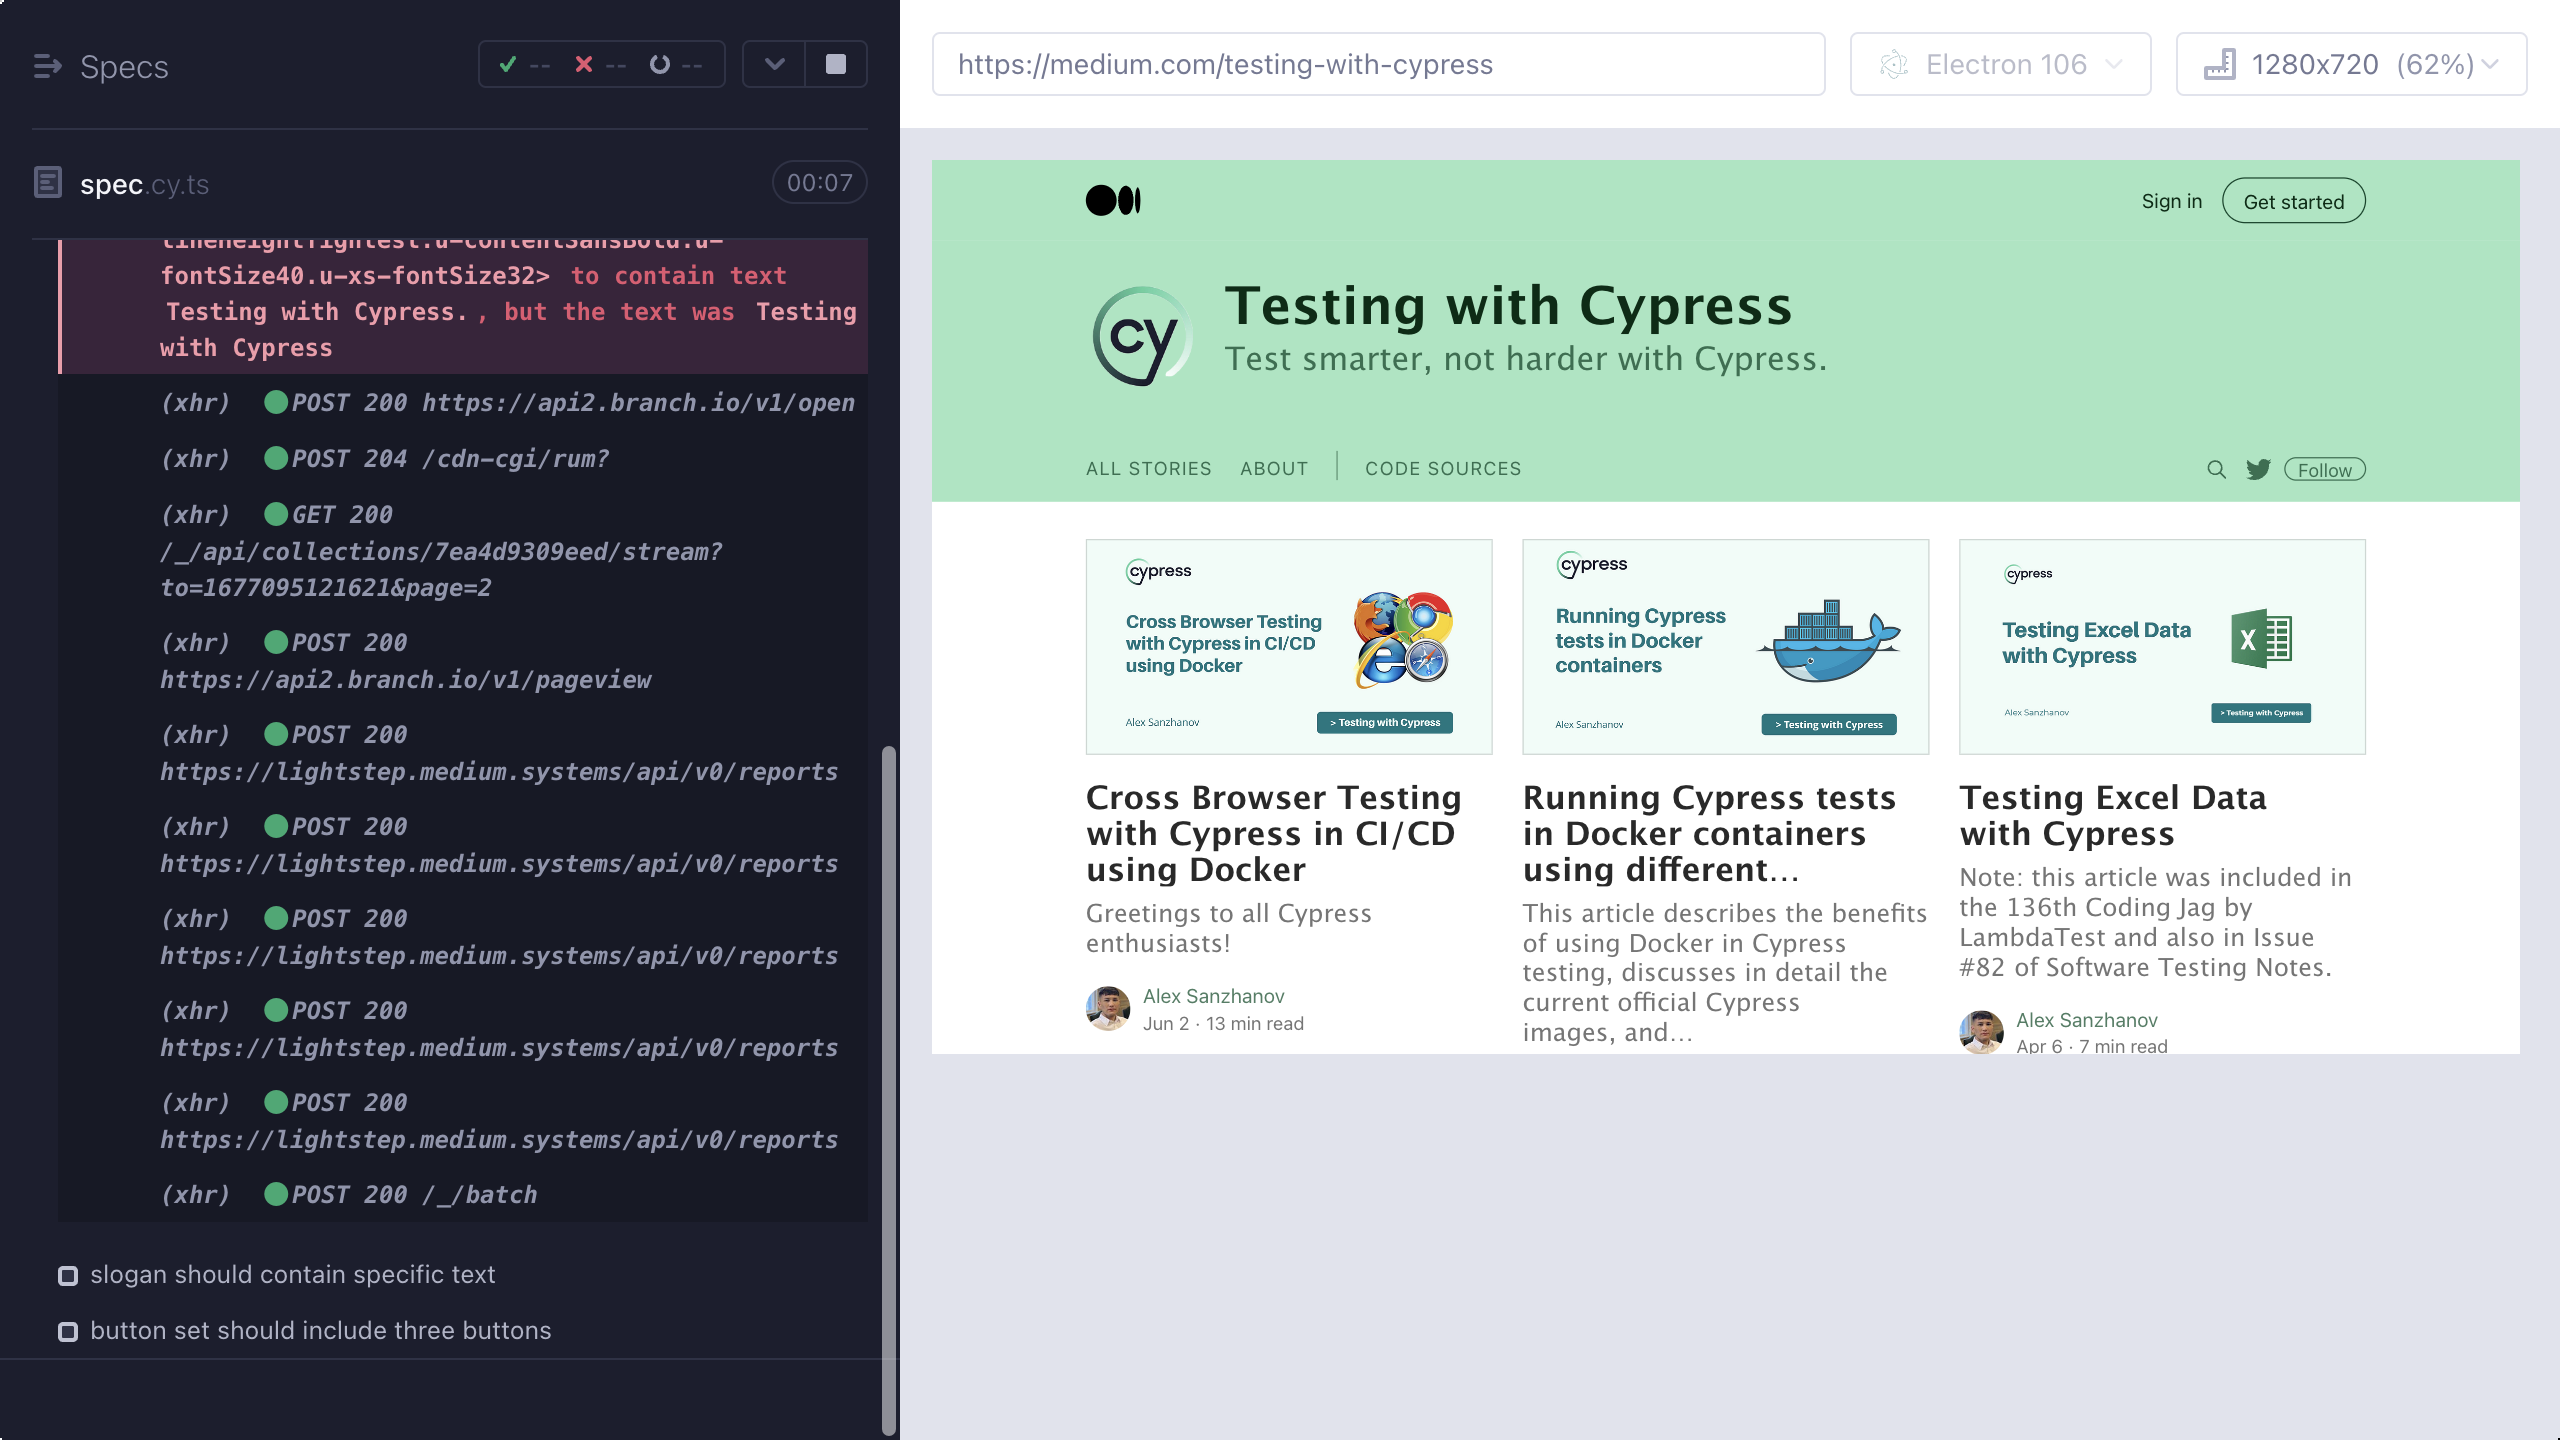 Specs
-- -- --
spec.cy.ts
00:07
lineHeightTightest.u-contentSansBold.u-
fontSize40.u-xs-fontSize32> to contain text
Testing with Cypress. , but the text was Testing
with Cypress
(xhr) POST 200 https://api2.branch.io/v1/open
(xhr) POST 204 /cdn-cgi/rum?
(xhr) GET 200
/_/api/collections/7ea4d9309eed/stream?
to=1677095121621&page=2
(xhr) POST 200
https://api2.branch.io/v1/pageview
(xhr) POST 200
https://lightstep.medium.systems/api/v0/reports
(xhr) POST 200
https://lightstep.medium.systems/api/v0/reports
(xhr) POST 200
https://lightstep.medium.systems/api/v0/reports
(xhr) POST 200
https://lightstep.medium.systems/api/v0/reports
(xhr) POST 200
https://lightstep.medium.systems/api/v0/reports
(xhr) POST 200 /_/batch
slogan should contain specific text
button set should include three buttons
https://medium.com/testing-with-cypress
Electron 106
1280x720 (62%)
Sign in
Get started
cy
Testing with Cypress
Test smarter, not harder with Cypress.
ALL STORIES ABOUT CODE SOURCES
Follow
cypress
Cross Browser Testing
with Cypress in CI/CD
using Docker
Alex Sanzhanov
> Testing with Cypress
cypress
Running Cypress
tests in Docker
containers
Alex Sanzhanov
> Testing with Cypress
cypress
Testing Excel Data
with Cypress
X
Alex Sanzhanov
> Testing with Cypress
Cross Browser Testing
with Cypress in CI/CD
using Docker
Greetings to all Cypress
enthusiasts!
Alex Sanzhanov
Jun 2 · 13 min read
Running Cypress tests
in Docker containers
using different…
This article describes the benefits
of using Docker in Cypress
testing, discusses in detail the
current official Cypress
images, and…
Testing Excel Data
with Cypress
Note: this article was included in
the 136th Coding Jag by
LambdaTest and also in Issue
#82 of Software Testing Notes.
Alex Sanzhanov
Apr 6 · 7 min read